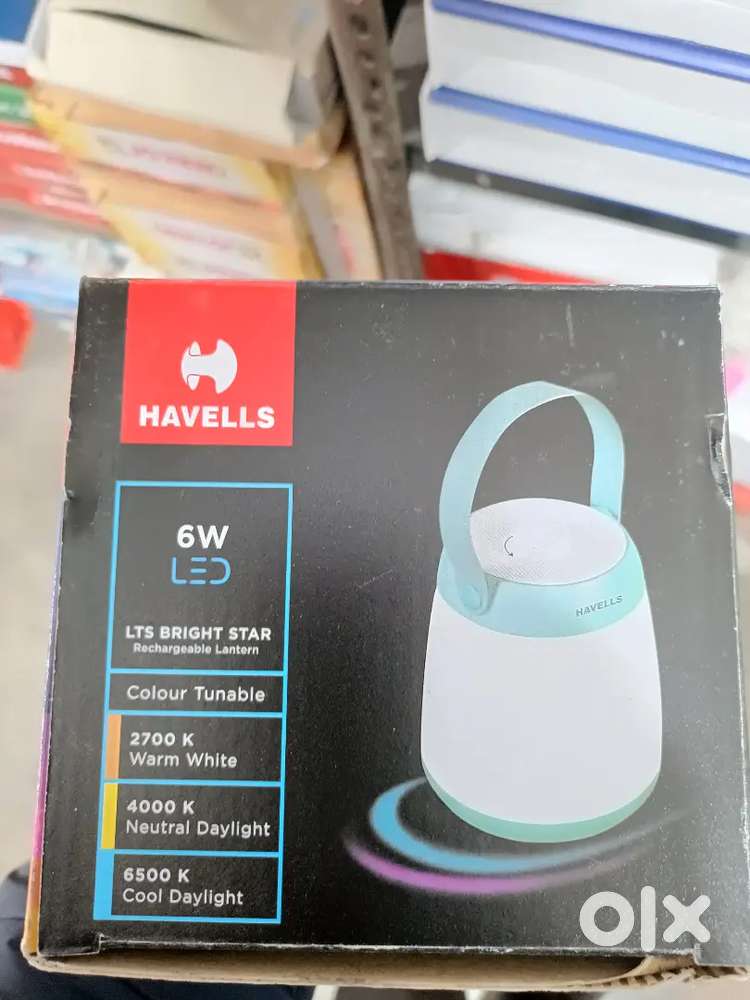 HAVELLS
6W
LED
LTS BRIGHT STAR
Rechargeable Lantern
Colour Tunable
2700 K
Warm White
4000 K
Neutral Daylight
6500 K
Cool Daylight
HAVELLS
olx